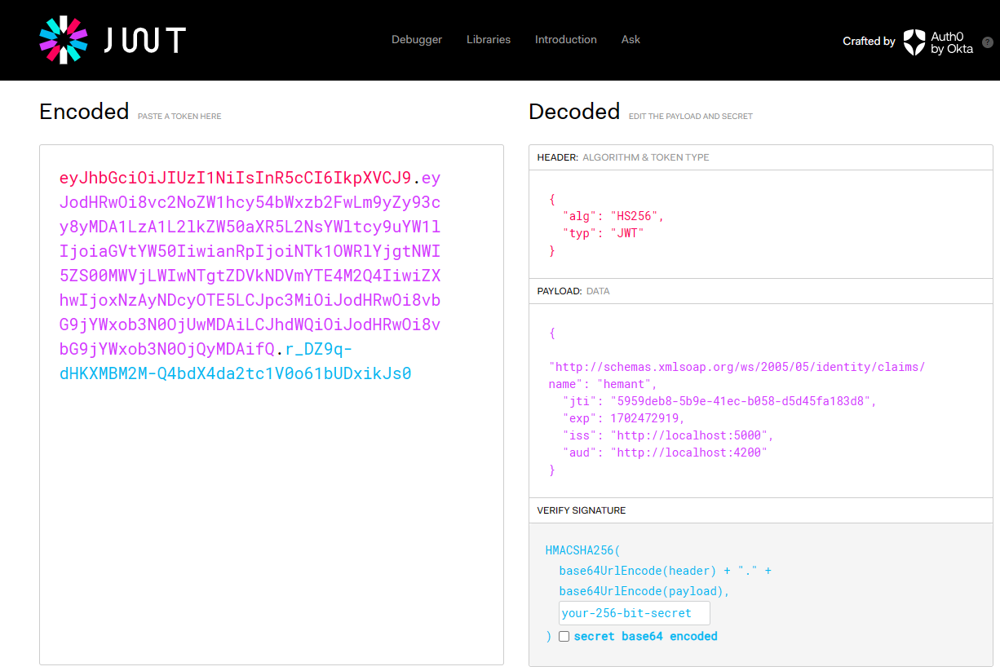 JWT
Debugger Libraries Introduction Ask
Crafted by Auth0 by Okta ?
Encoded PASTE A TOKEN HERE
eyJhbGciOiJIUzI1NiIsInR5cCI6IkpXVCJ9.ey
JodHRwOi8vc2NoZW1hcy54bWxzb2FwLm9yZy93c
y8yMDA1LzA1L2lkZW50aXR5L2NsYWltcy9uYW1l
IjoiaGVtYW50IiwianRpIjoiNTk1OWRlYjgtNWI
5ZS00MWVjLWIwNTgtZDVkNDVmYTE4M2Q4IiwiZX
hwIjoxNzAyNDcyOTE5LCJpc3MiOiJodHRwOi8vb
G9jYWxob3N0OjUwMDAiLCJhdWQiOiJodHRwOi8v
bG9jYWxob3N0OjQyMDAifQ.r_DZ9q-
dHKXMBM2M-Q4bdX4da2tc1V0o61bUDxikJs0
Decoded EDIT THE PAYLOAD AND SECRET
HEADER: ALGORITHM & TOKEN TYPE
{
"alg": "HS256",
"typ": "JWT"
}
PAYLOAD: DATA
{
"http://schemas.xmlsoap.org/ws/2005/05/identity/claims/
name": "hemant",
"jti": "5959deb8-5b9e-41ec-b058-d5d45fa183d8",
"exp": 1702472919,
"iss": "http://localhost:5000",
"aud": "http://localhost:4200"
}
VERIFY SIGNATURE
HMACSHA256(
base64UrlEncode(header) + "." +
base64UrlEncode(payload),
your-256-bit-secret
) secret base64 encoded